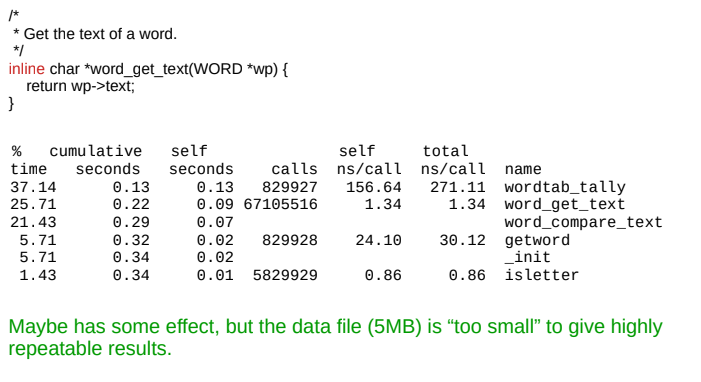 /*
 * Get the text of a word.
 */
inline char *word_get_text(WORD *wp) {
    return wp->text;
}
%   cumulative   self              self     total
time   seconds   seconds    calls  ns/call  ns/call  name
37.14      0.13      0.13   829927   156.64   271.11  wordtab_tally
25.71      0.22      0.09 67105516     1.34     1.34  word_get_text
21.43      0.29      0.07                             word_compare_text
 5.71      0.32      0.02   829928    24.10    30.12  getword
 5.71      0.34      0.02                             _init
 1.43      0.34      0.01  5829929     0.86     0.86  isletter
Maybe has some effect, but the data file (5MB) is “too small” to give highly
repeatable results.